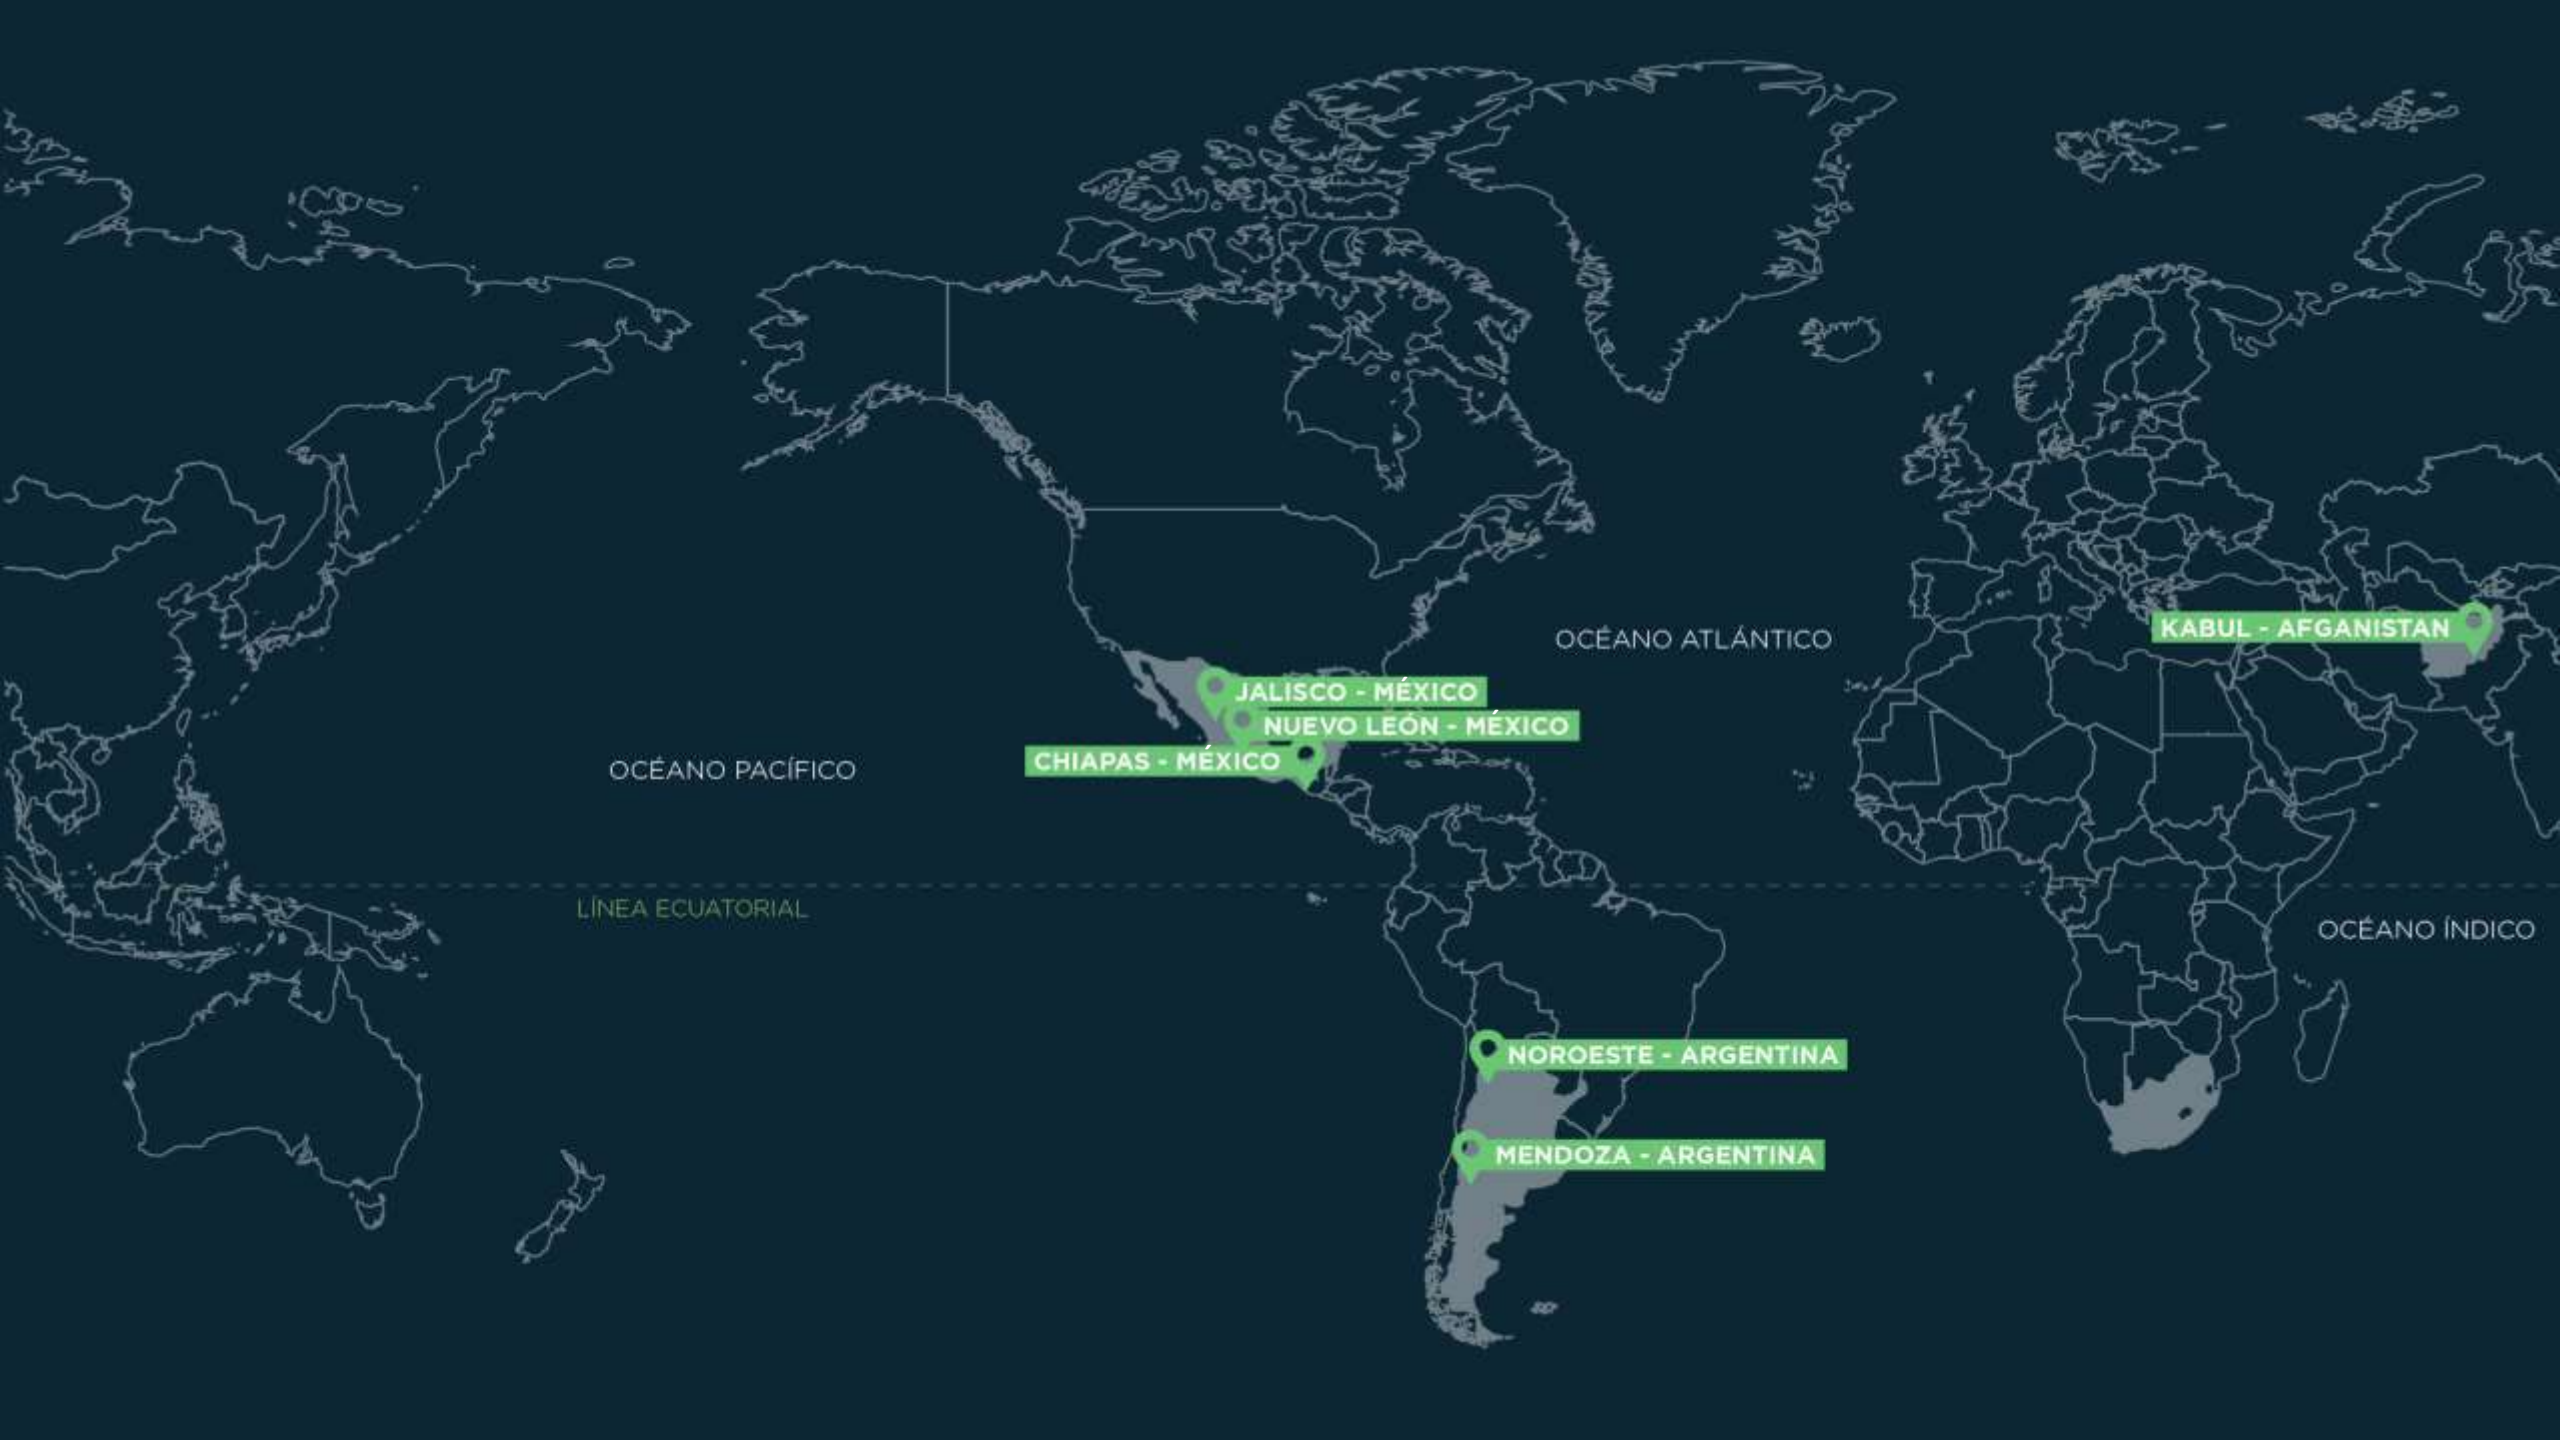 OCÉANO ATLÁNTICO
KABUL - AFGANISTAN
JALISCO - MÉXICO
NUEVO LEÓN - MÉXICO
CHIAPAS - MÉXICO
OCÉANO PACÍFICO
LÍNEA ECUATORIAL
OCÉANO ÍNDICO
NOROESTE - ARGENTINA
MENDOZA - ARGENTINA